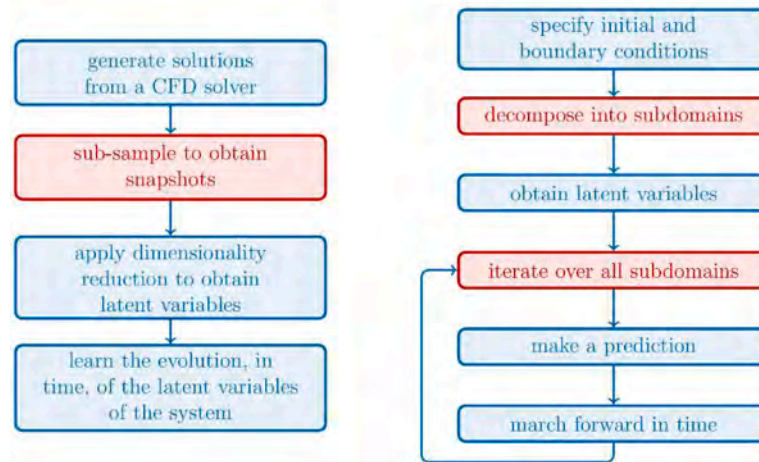 generate solutions
from a CFD solver
sub-sample to obtain
snapshots
apply dimensionality
reduction to obtain
latent variables
learn the evolution, in
time, of the latent variables
of the system
specify initial and
boundary conditions
decompose into subdomains
obtain latent variables
iterate over all subdomains
make a prediction
march forward in time